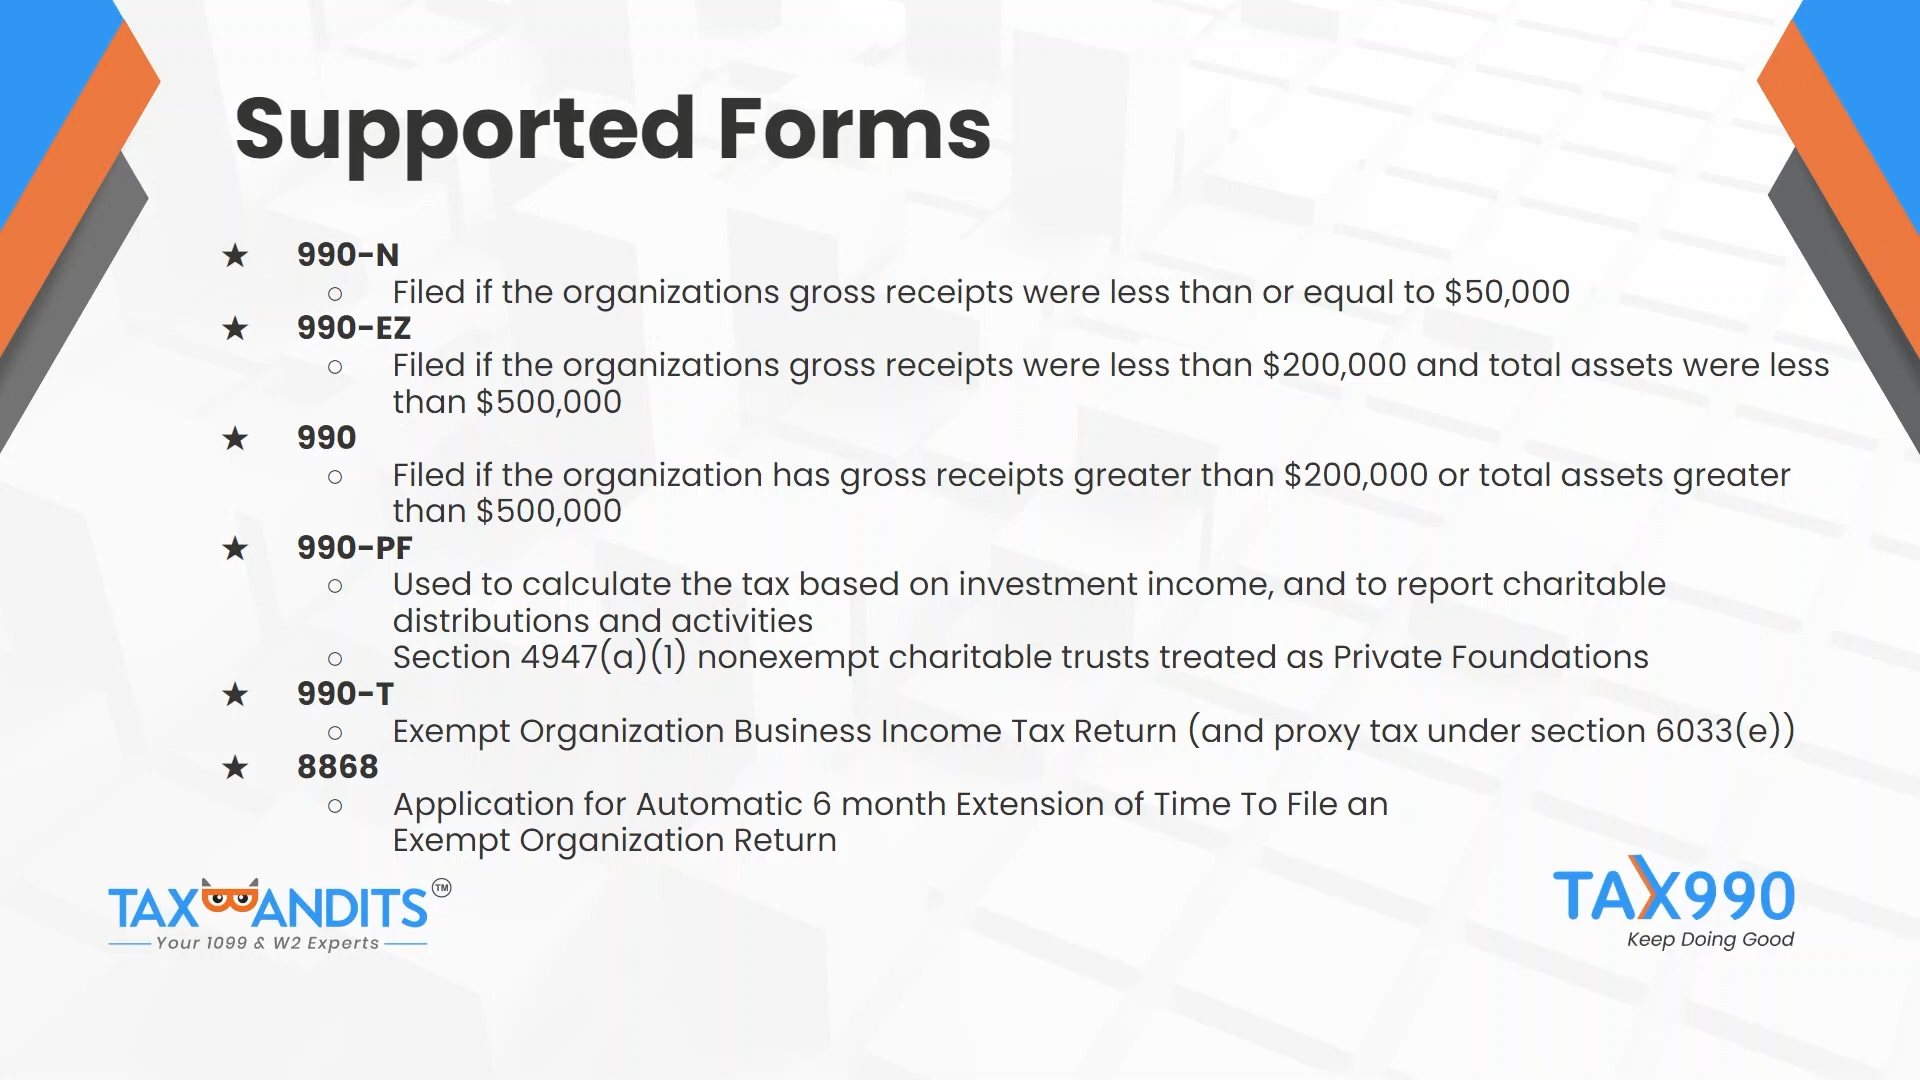 Supported Forms
★ 990-N
○ Filed if the organizations gross receipts were less than or equal to $50,000
★ 990-EZ
○ Filed if the organizations gross receipts were less than $200,000 and total assets were less
than $500,000
★ 990
○ Filed if the organization has gross receipts greater than $200,000 or total assets greater
than $500,000
★ 990-PF
○ Used to calculate the tax based on investment income, and to report charitable
distributions and activities
○ Section 4947(a)(1) nonexempt charitable trusts treated as Private Foundations
★ 990-T
○ Exempt Organization Business Income Tax Return (and proxy tax under section 6033(e))
★ 8868
○ Application for Automatic 6 month Extension of Time To File an
Exempt Organization Return
TAXBANDITS TM
Your 1099 & W2 Experts
TAX990
Keep Doing Good